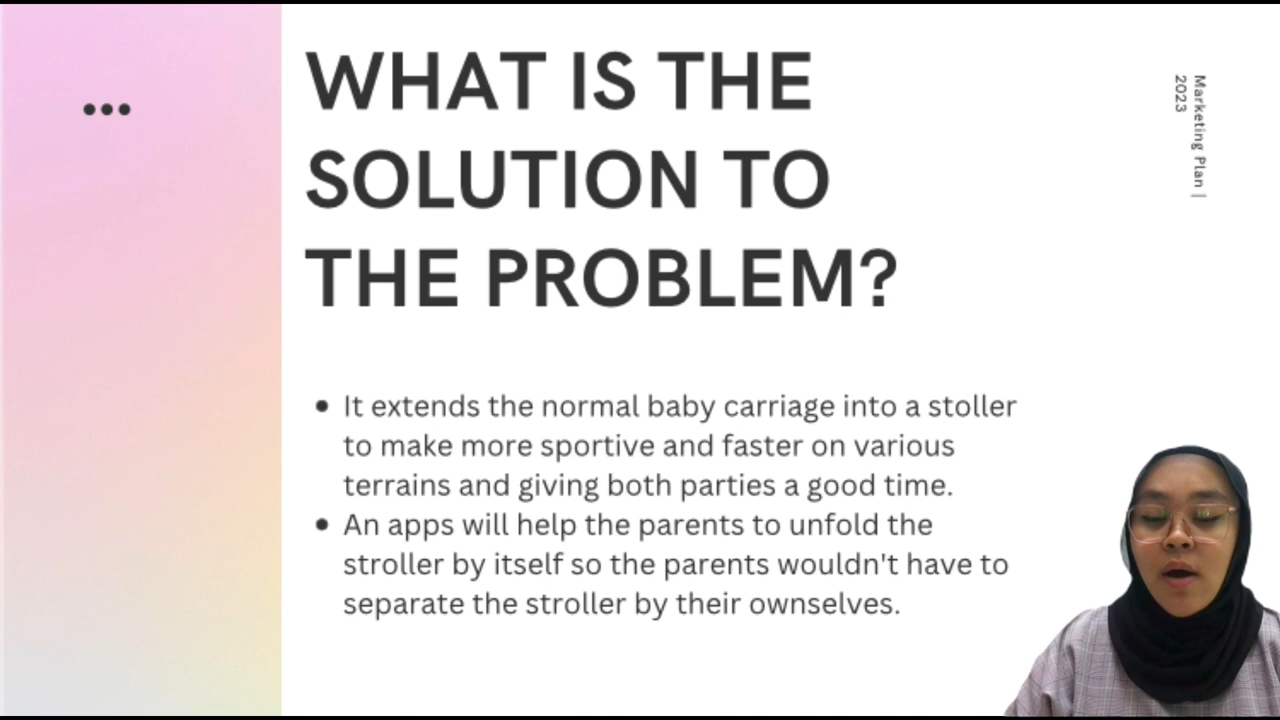 WHAT IS THE
SOLUTION TO
THE PROBLEM?
Marketing Plan |
2023
It extends the normal baby carriage into a stoller
to make more sportive and faster on various
terrains and giving both parties a good time.
An apps will help the parents to unfold the
stroller by itself so the parents wouldn't have to
separate the stroller by their ownselves.